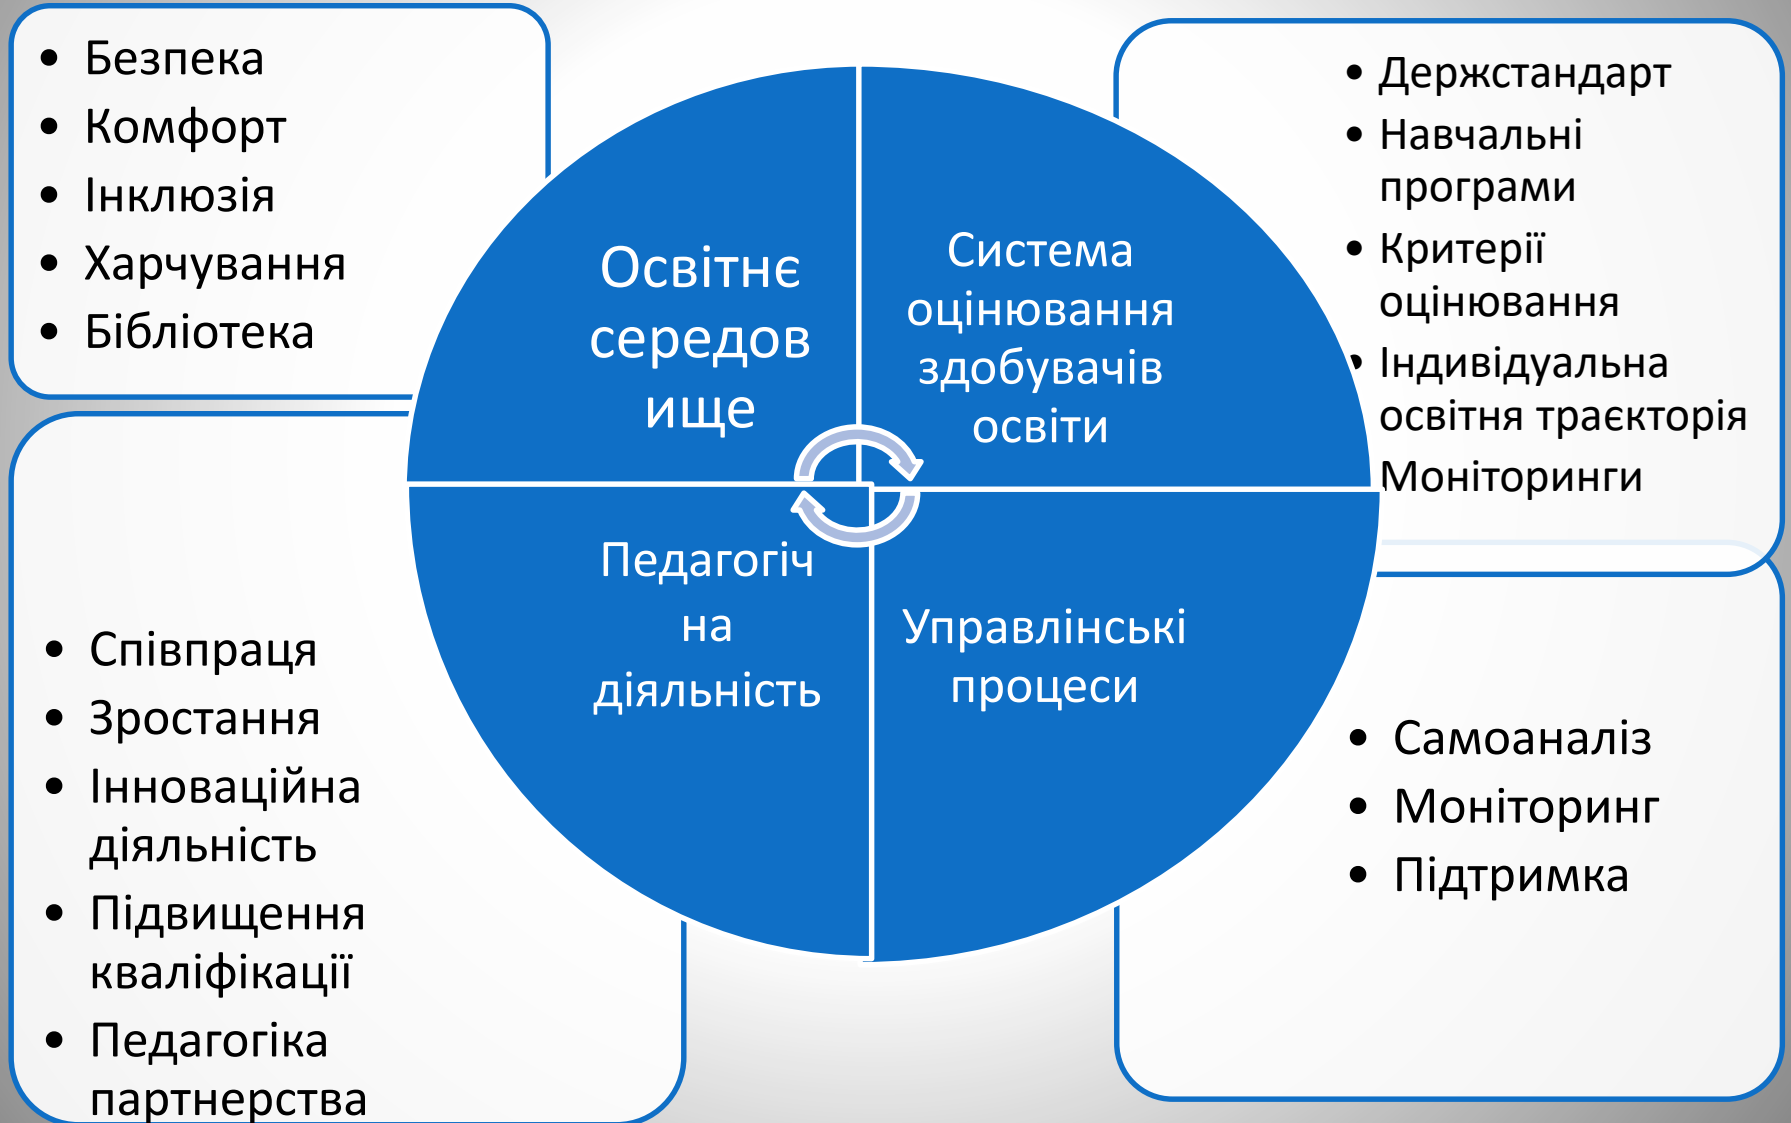 • Безпека
• Комфорт
• Інклюзія
• Харчування
• Бібліотека
Освітнє
середов
ище
Система
оцінювання
здобувачів
освіти
• Держстандарт
• Навчальні
програми
• Критерії
оцінювання
• Індивідуальна
освітня траєкторія
Моніторинги
• Співпраця
• Зростання
• Інноваційна
діяльність
• Підвищення
кваліфікації
• Педагогіка
партнерства
Педагогіч
на
діяльність
Управлінські
процеси
• Самоаналіз
• Моніторинг
• Підтримка